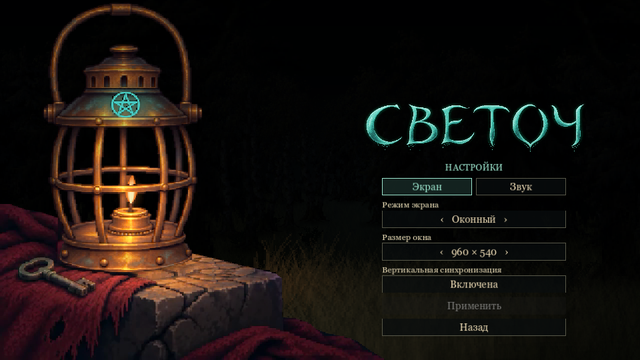 СВЕТОЧ
НАСТРОЙКИ
Экран Звук
Режим экрана
‹ Оконный ›
Размер окна
‹ 960 × 540 ›
Вертикальная синхронизация
Включена
Применить
Назад